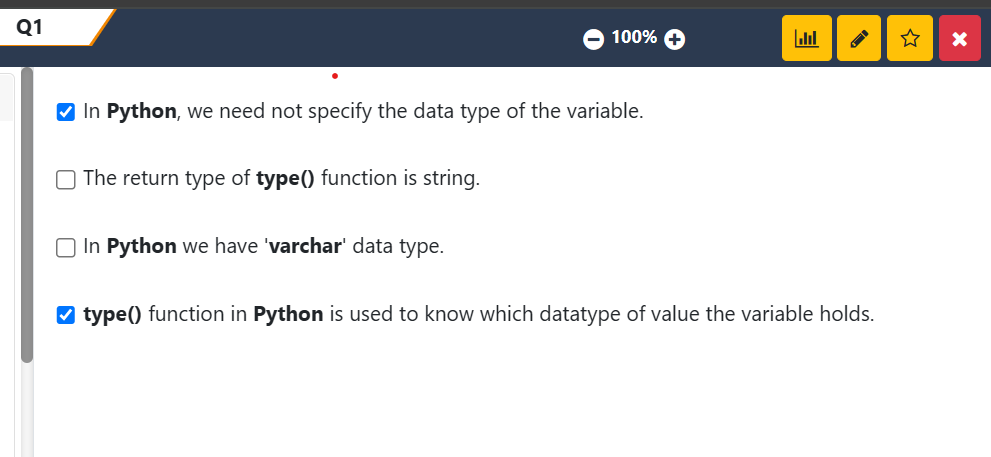 Q1
100%
In Python, we need not specify the data type of the variable.
The return type of type() function is string.
In Python we have 'varchar' data type.
type() function in Python is used to know which datatype of value the variable holds.